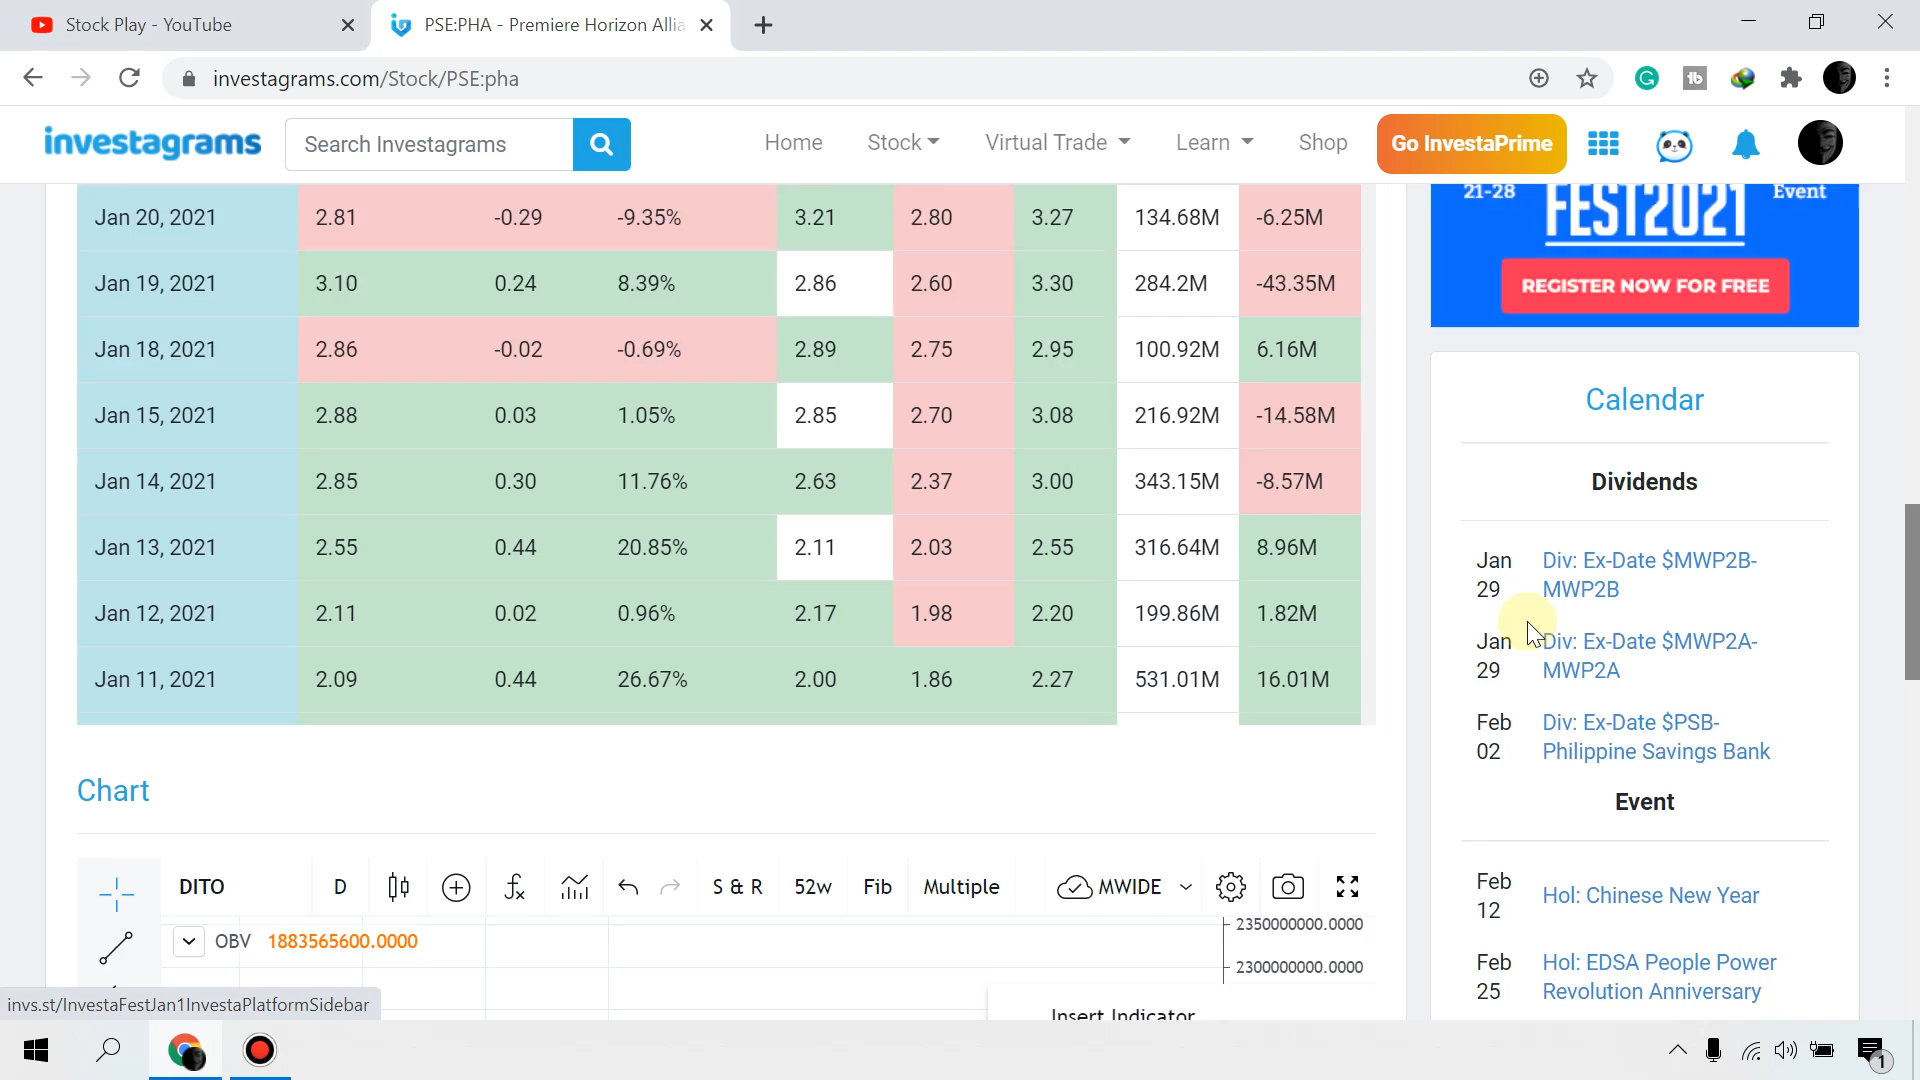 Stock Play - YouTube
PSE:PHA - Premiere Horizon Allia
investagrams.com/Stock/PSE:pha
investagrams
Search Investagrams
Home
Stock
Virtual Trade
Learn
Shop
Go InvestaPrime
Jan 20, 2021 2.81 -0.29 -9.35% 3.21 2.80 3.27 134.68M -6.25M
Jan 19, 2021 3.10 0.24 8.39% 2.86 2.60 3.30 284.2M -43.35M
Jan 18, 2021 2.86 -0.02 -0.69% 2.89 2.75 2.95 100.92M 6.16M
Jan 15, 2021 2.88 0.03 1.05% 2.85 2.70 3.08 216.92M -14.58M
Jan 14, 2021 2.85 0.30 11.76% 2.63 2.37 3.00 343.15M -8.57M
Jan 13, 2021 2.55 0.44 20.85% 2.11 2.03 2.55 316.64M 8.96M
Jan 12, 2021 2.11 0.02 0.96% 2.17 1.98 2.20 199.86M 1.82M
Jan 11, 2021 2.09 0.44 26.67% 2.00 1.86 2.27 531.01M 16.01M
21-28
FEST2021
Event
REGISTER NOW FOR FREE
Calendar
Dividends
Jan 29
Div: Ex-Date $MWP2B-
MWP2B
Jan 29
Div: Ex-Date $MWP2A-
MWP2A
Feb 02
Div: Ex-Date $PSB-
Philippine Savings Bank
Event
Feb 12
Hol: Chinese New Year
Feb 25
Hol: EDSA People Power
Revolution Anniversary
Chart
DITO D S & R 52w Fib Multiple MWIDE
OBV 1883565600.0000
2350000000.0000
2300000000.0000
Insert Indicator
invs.st/InvestaFestJan1InvestaPlatformSidebar
1